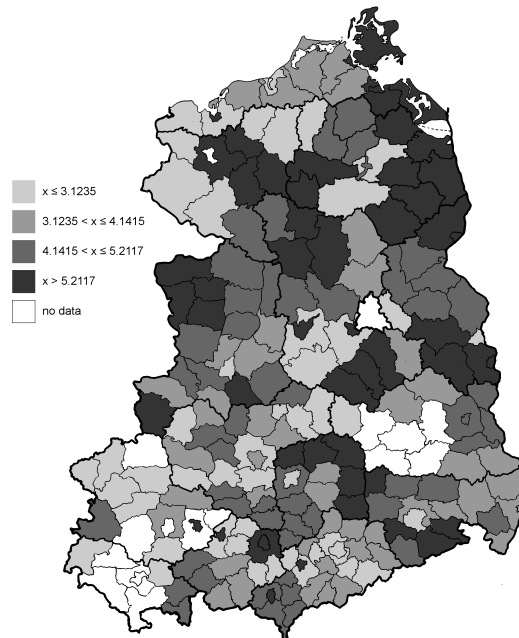 x ≤ 3.1235
3.1235 < x ≤ 4.1415
4.1415 < x ≤ 5.2117
x > 5.2117
no data